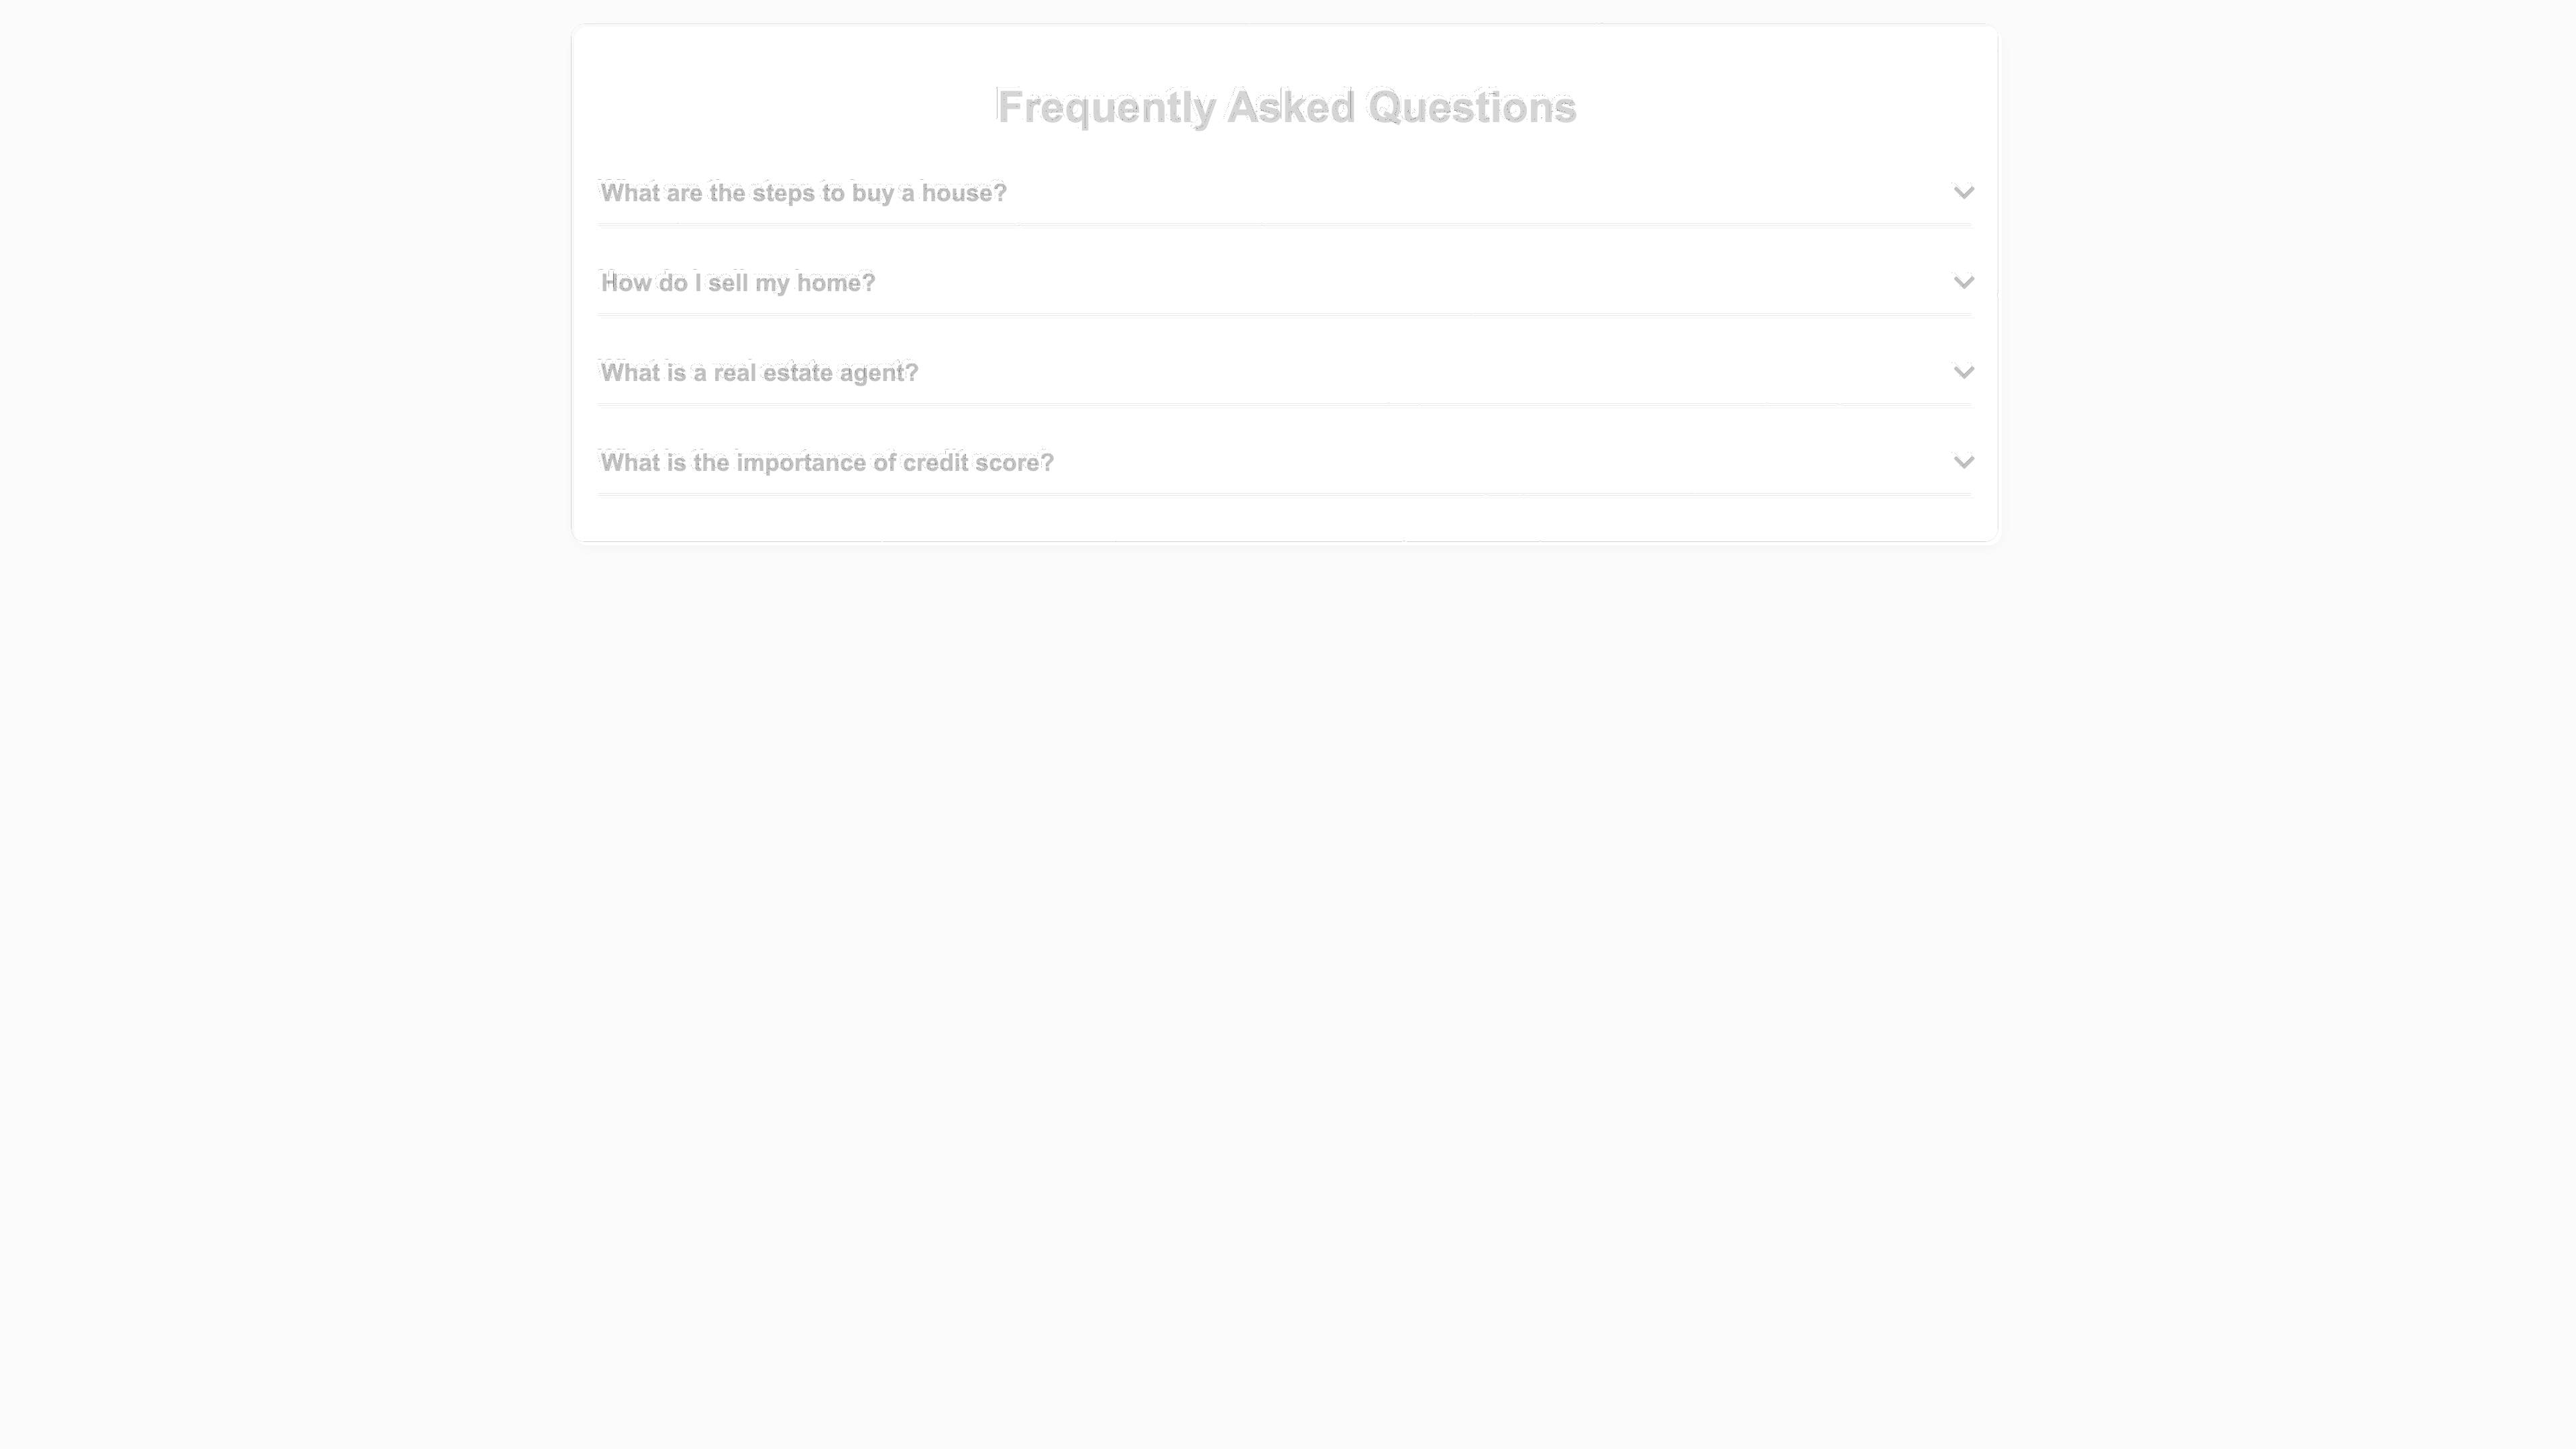 Frequently Asked Questions
What are the steps to buy a house?
How do I sell my home?
What is a real estate agent?
What is the importance of credit score?